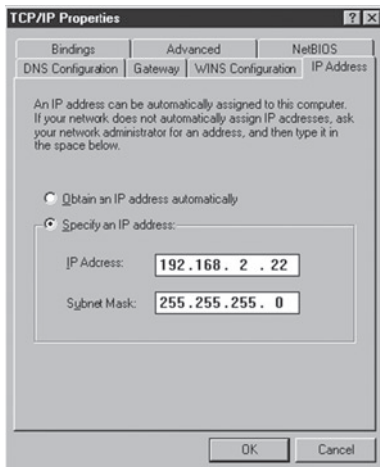 TCP/IP Properties
Bindings Advanced NetBIOS
DNS Configuration Gateway WINS Configuration IP Address
An IP address can be automatically assigned to this computer.
If your network does not automatically assign IP acdresses, ask
your network administrator for an address, and then type it in
the space below.
Obtain an IP address automatically
Specify an IP address:
IP Adcress: 192.168. 2 .22
Subnet Mask: 255.255.255. 0
OK Cancel